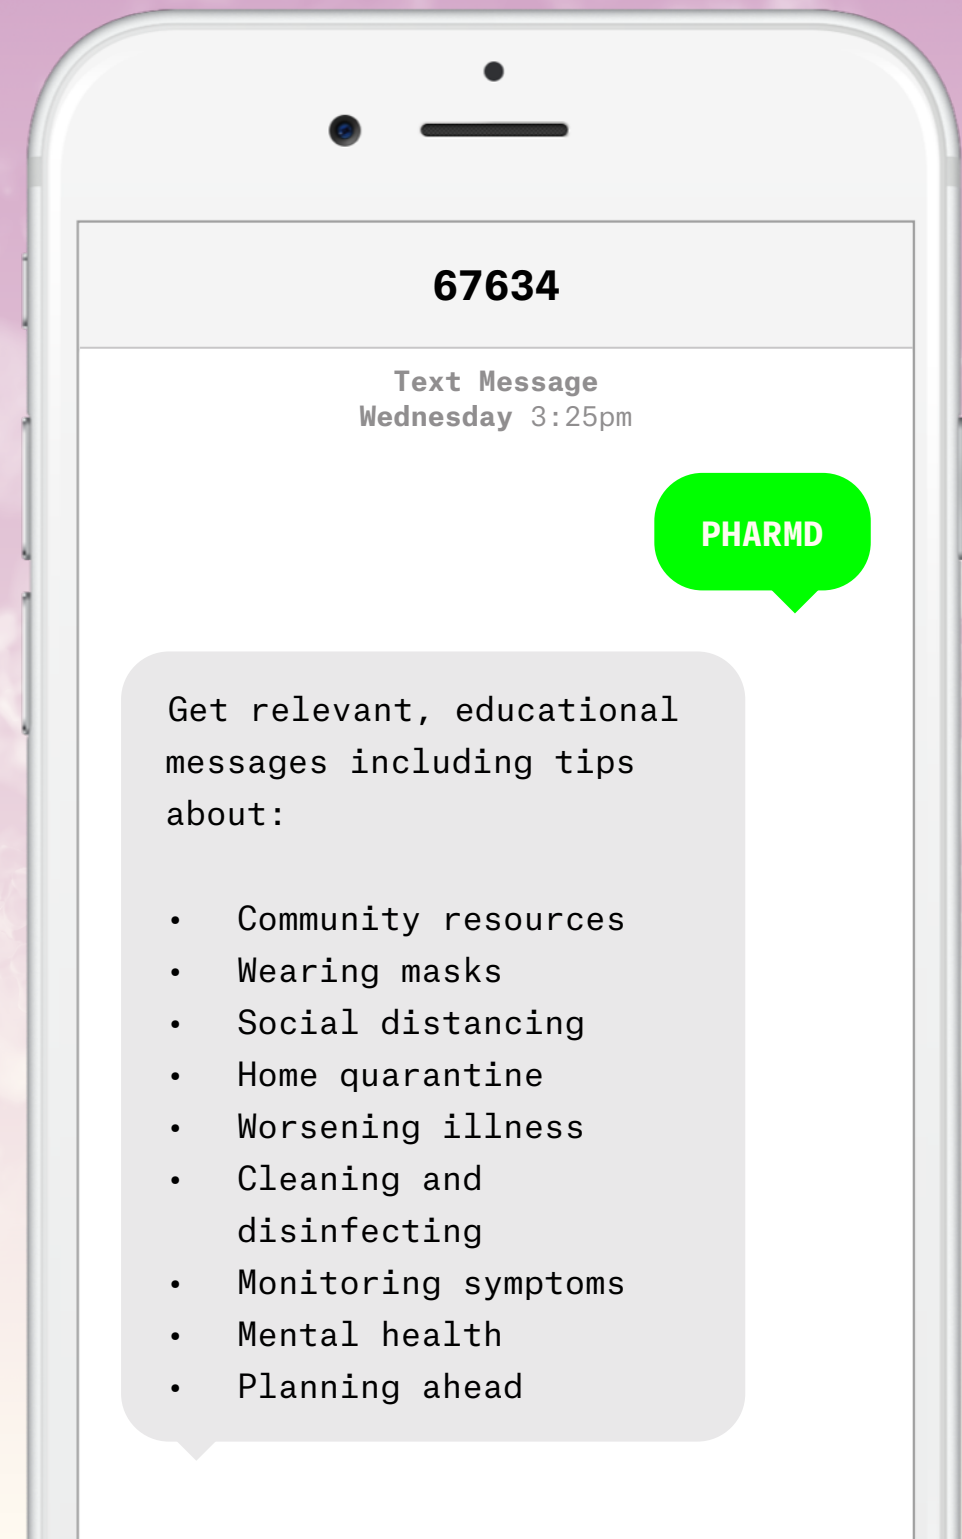 67634
Text Message
Wednesday 3:25pm
PHARMD
Get relevant, educational
messages including tips
about:
• Community resources
• Wearing masks
• Social distancing
• Home quarantine
• Worsening illness
• Cleaning and
disinfecting
• Monitoring symptoms
• Mental health
• Planning ahead